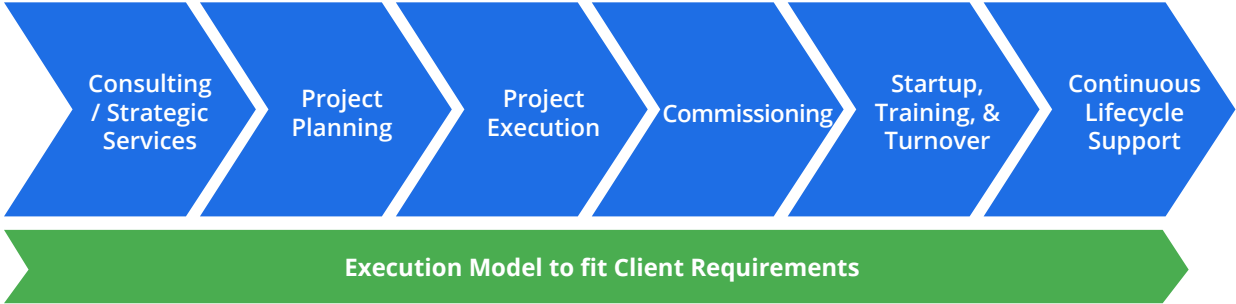 Consulting
/ Strategic
Services
Project
Planning
Project
Execution
Commissioning
Startup,
Training, &
Turnover
Continuous
Lifecycle
Support
Execution Model to fit Client Requirements